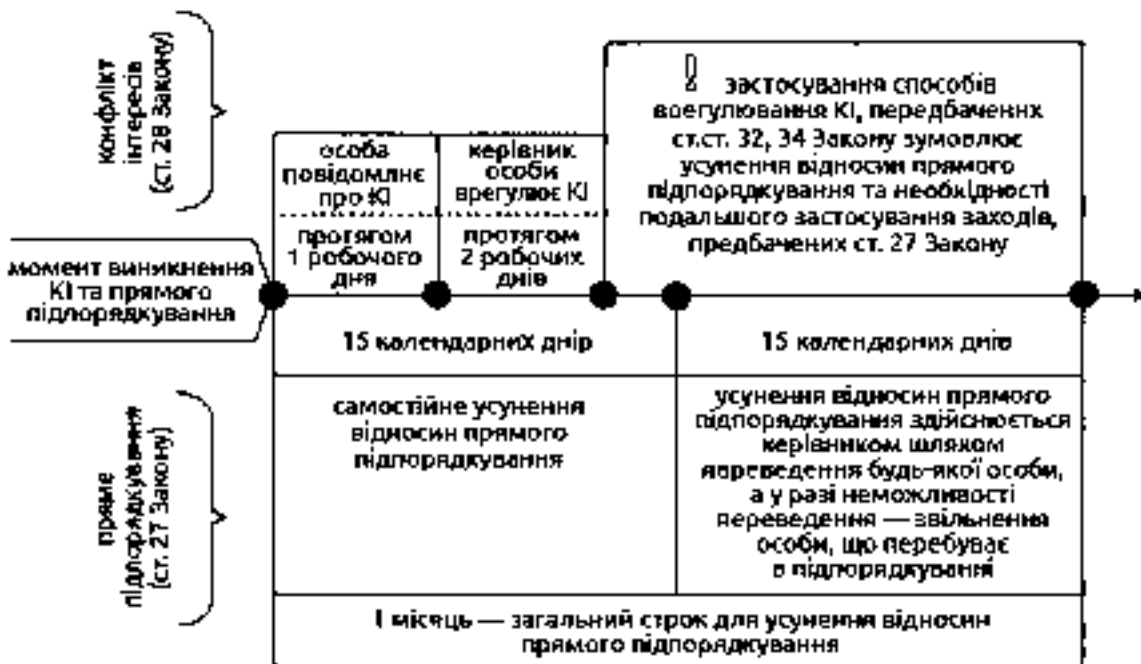 конфлікт
інтересів
(ст. 28 Закону)
особа
повідомляє
про КІ
протягом
1 робочого
дня
керівник
особи
врегулює КІ
протягом
2 робочих
днів
! застосування способів
врегулювання КІ, передбачених
ст.ст. 32, 34 Закону зумовлює
усунення відносин прямого
підпорядкування та необхідності
подальшого застосування заходів,
предбачених ст. 27 Закону
момент виникнення
КІ та прямого
підпорядкування
15 календарних днів
15 календарних днів
пряме
підпорядкування
(ст. 27 Закону)
самостійне усунення
відносин прямого
підпорядкування
усунення відносин прямого
підпорядкування здійснюється
керівником шляхом
переведення будь-якої особи,
а у разі неможливості
переведення — звільнення
особи, що перебуває
в підпорядкуванні
1 місяць — загальний строк для усунення відносин
прямого підпорядкування